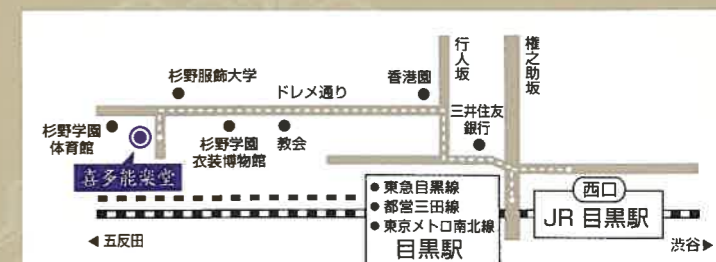 行人坂
権之助坂
杉野服飾大学
ドレメ通り
香港園
三井住友
銀行
杉野学園
体育館
杉野学園
衣装博物館
教会
喜多能楽堂
●東急目黒線
●都営三田線
●東京メトロ南北線
目黒駅
西口
JR 目黒駅
◀ 五反田
渋谷▶